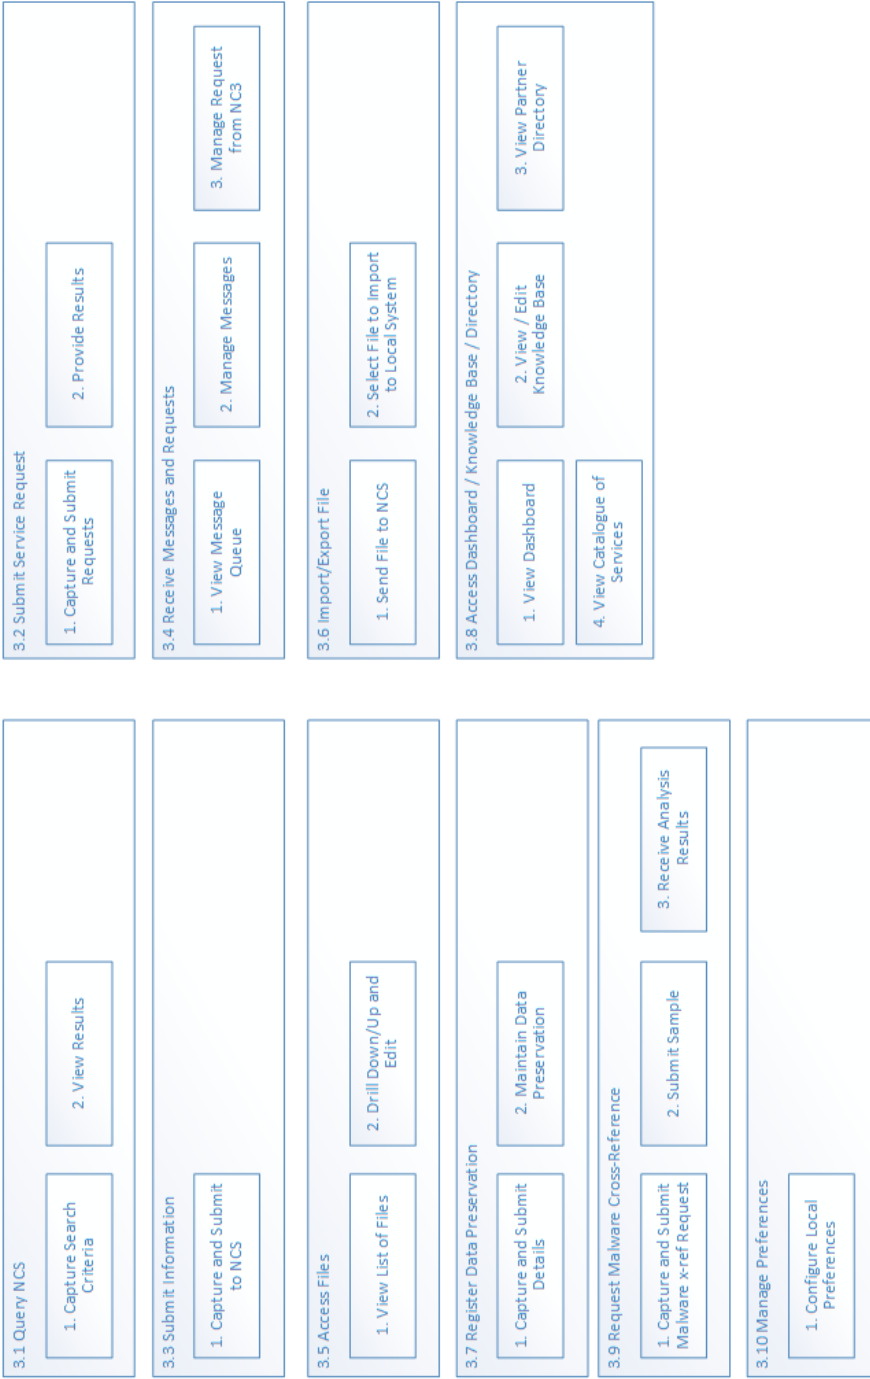 3.1 Query NCS
1. Capture Search
Criteria
2. View Results
3.2 Submit Service Request
1. Capture and Submit
Requests
2. Provide Results
3.3 Submit Information
1. Capture and Submit
to NCS
3.4 Receive Messages and Requests
1. View Message
Queue
2. Manage Messages
3. Manage Request
from NC3
3.5 Access Files
1. View List of Files
2. Drill Down/Up and
Edit
3.6 Import/Export File
1. Send File to NCS
2. Select File to Import
to Local System
3.7 Register Data Preservation
1. Capture and Submit
Details
2. Maintain Data
Preservation
3.8 Access Dashboard / Knowledge Base / Directory
1. View Dashboard
2. View / Edit
Knowledge Base
3. View Partner
Directory
4. View Catalogue of
Services
3.9 Request Malware Cross-Reference
1. Capture and Submit
Malware x-ref Request
2. Submit Sample
3. Receive Analysis
Results
3.10 Manage Preferences
1. Configure Local
Preferences